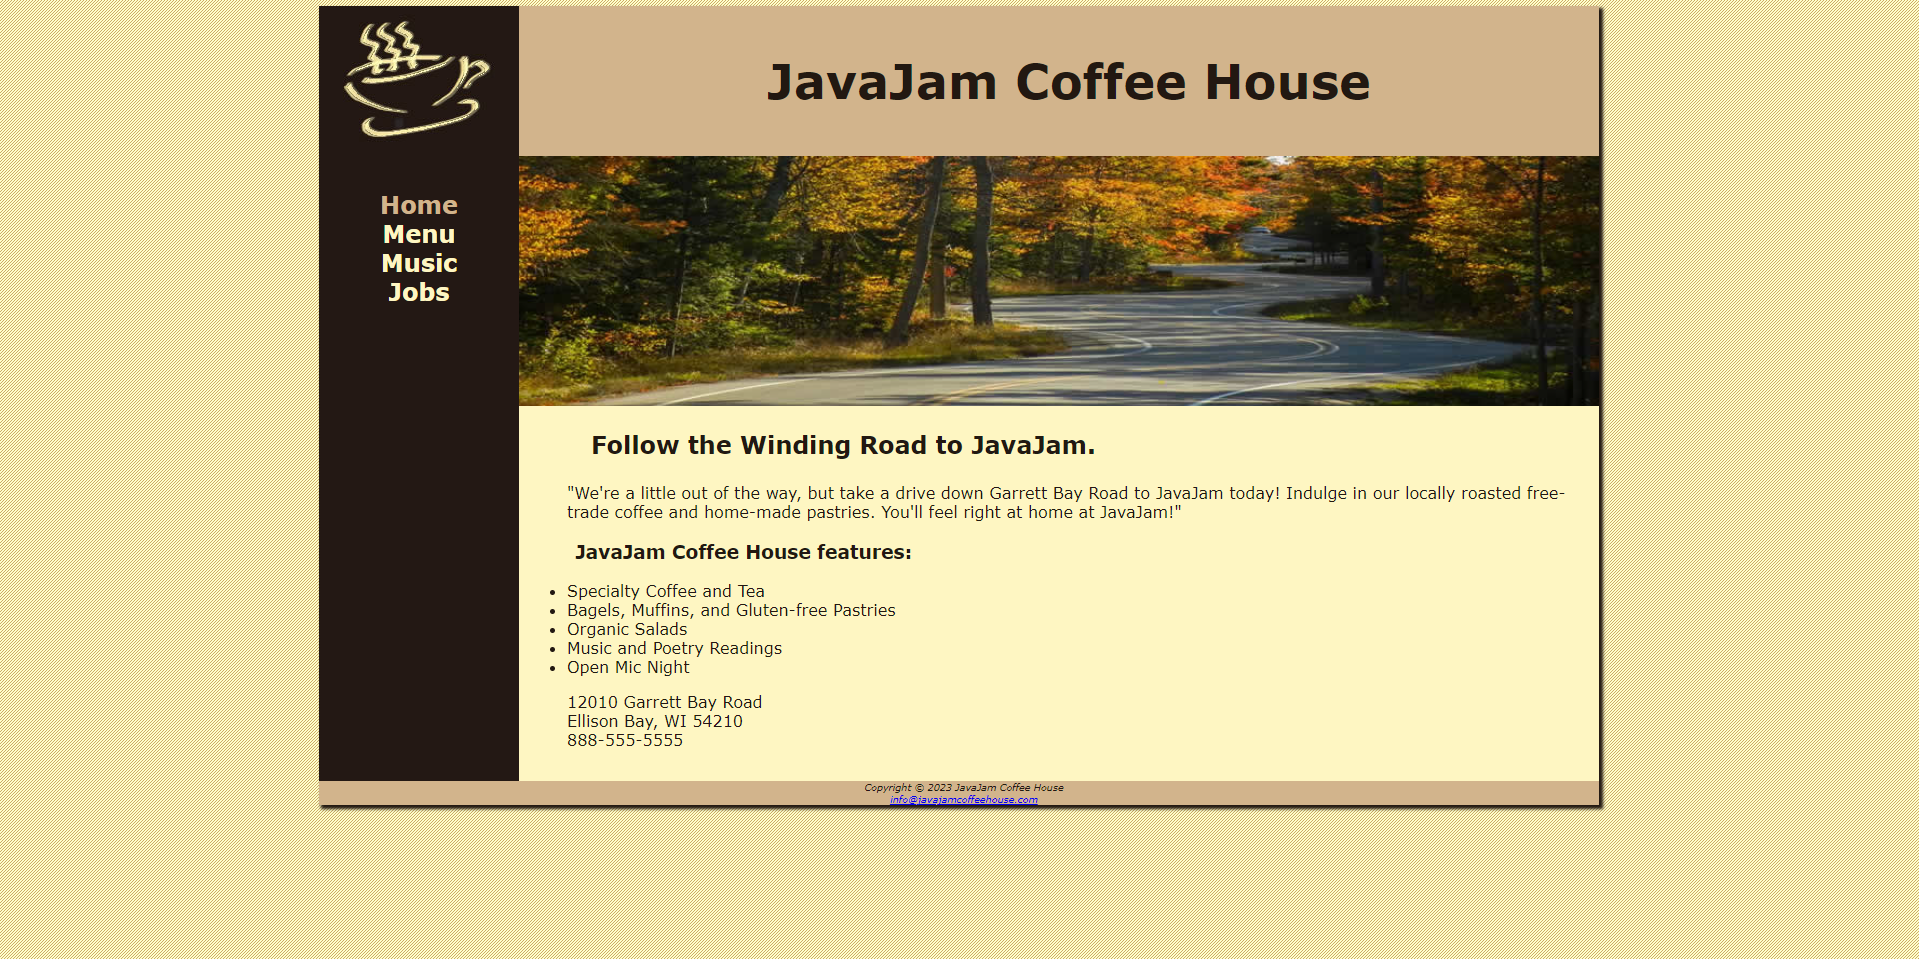 JavaJam Coffee House
Home
Menu
Music
Jobs
Follow the Winding Road to JavaJam.
"We're a little out of the way, but take a drive down Garrett Bay Road to JavaJam today! Indulge in our locally roasted free-
trade coffee and home-made pastries. You'll feel right at home at JavaJam!"
JavaJam Coffee House features:
• Specialty Coffee and Tea
• Bagels, Muffins, and Gluten-free Pastries
• Organic Salads
• Music and Poetry Readings
• Open Mic Night
12010 Garrett Bay Road
Ellison Bay, WI 54210
888-555-5555
Copyright © 2023 JavaJam Coffee House
info@javajamcoffeehouse.com